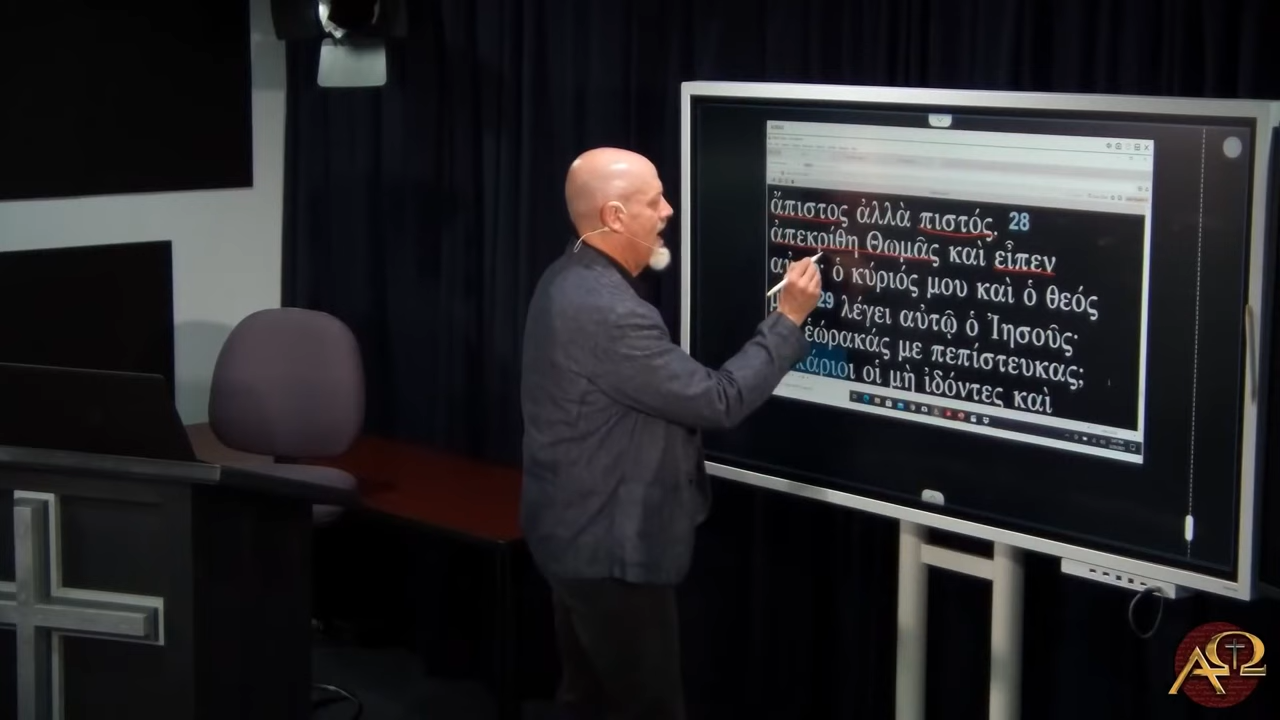 ἄπιστος ἀλλὰ πιστός. 28
ἀπεκρίθη Θωμᾶς καὶ εἶπεν
ὁ κύριός μου καὶ ὁ θεός
29 λέγει αὐτῷ ὁ Ἰησοῦς·
ἑώρακάς με πεπίστευκας;
οἱ μὴ ἰδόντες καὶ
ΑΩ